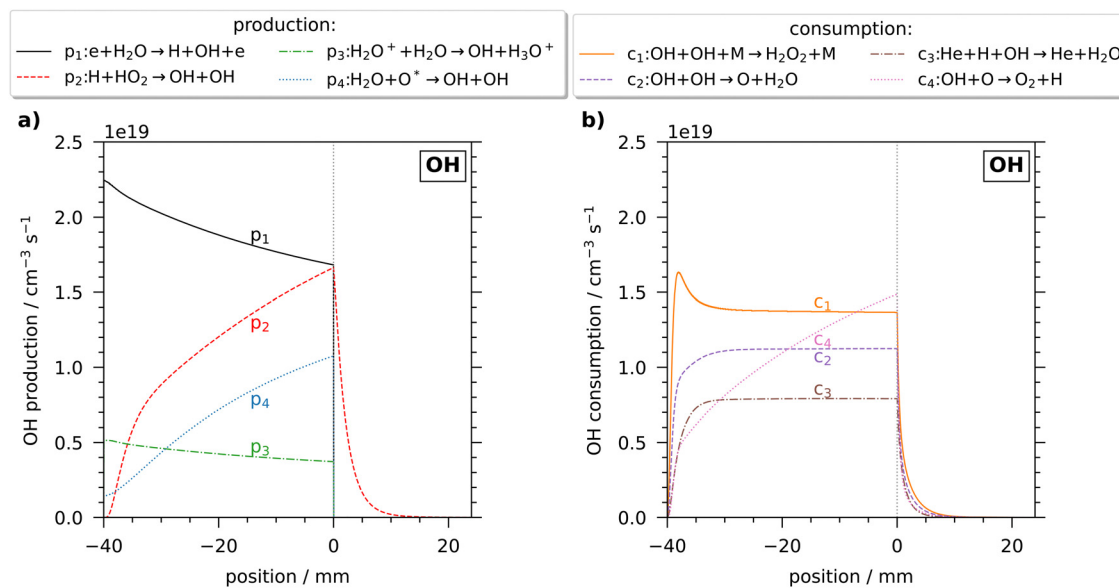 production:
p₁:e+H₂O→H+OH+e
p₂:H+HO₂→OH+OH
p₃:H₂O⁺+H₂O→OH+H₃O⁺
p₄:H₂O+O*→OH+OH
consumption:
c₁:OH+OH+M→H₂O₂+M
c₂:OH+OH→O+H₂O
c₃:He+H+OH→He+H₂O
c₄:OH+O→O₂+H
a)
1e19
OH
2.5
2.0
1.5
1.0
0.5
0.0
OH production / cm⁻³ s⁻¹
p₁
p₂
p₄
p₃
−40 −20 0 20
position / mm
b)
1e19
OH
2.5
2.0
1.5
1.0
0.5
0.0
OH consumption / cm⁻³ s⁻¹
c₁
c₄
c₂
c₃
−40 −20 0 20
position / mm